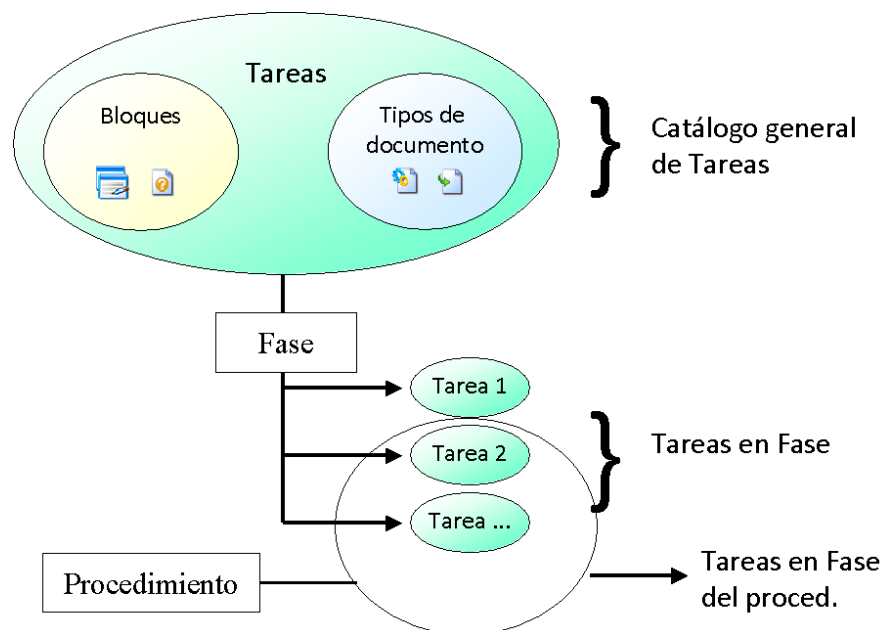 Tareas
Bloques
Tipos de
documento
Catálogo general
de Tareas
Fase
Tarea 1
Tarea 2
Tarea ...
Tareas en Fase
Procedimiento
Tareas en Fase
del proced.